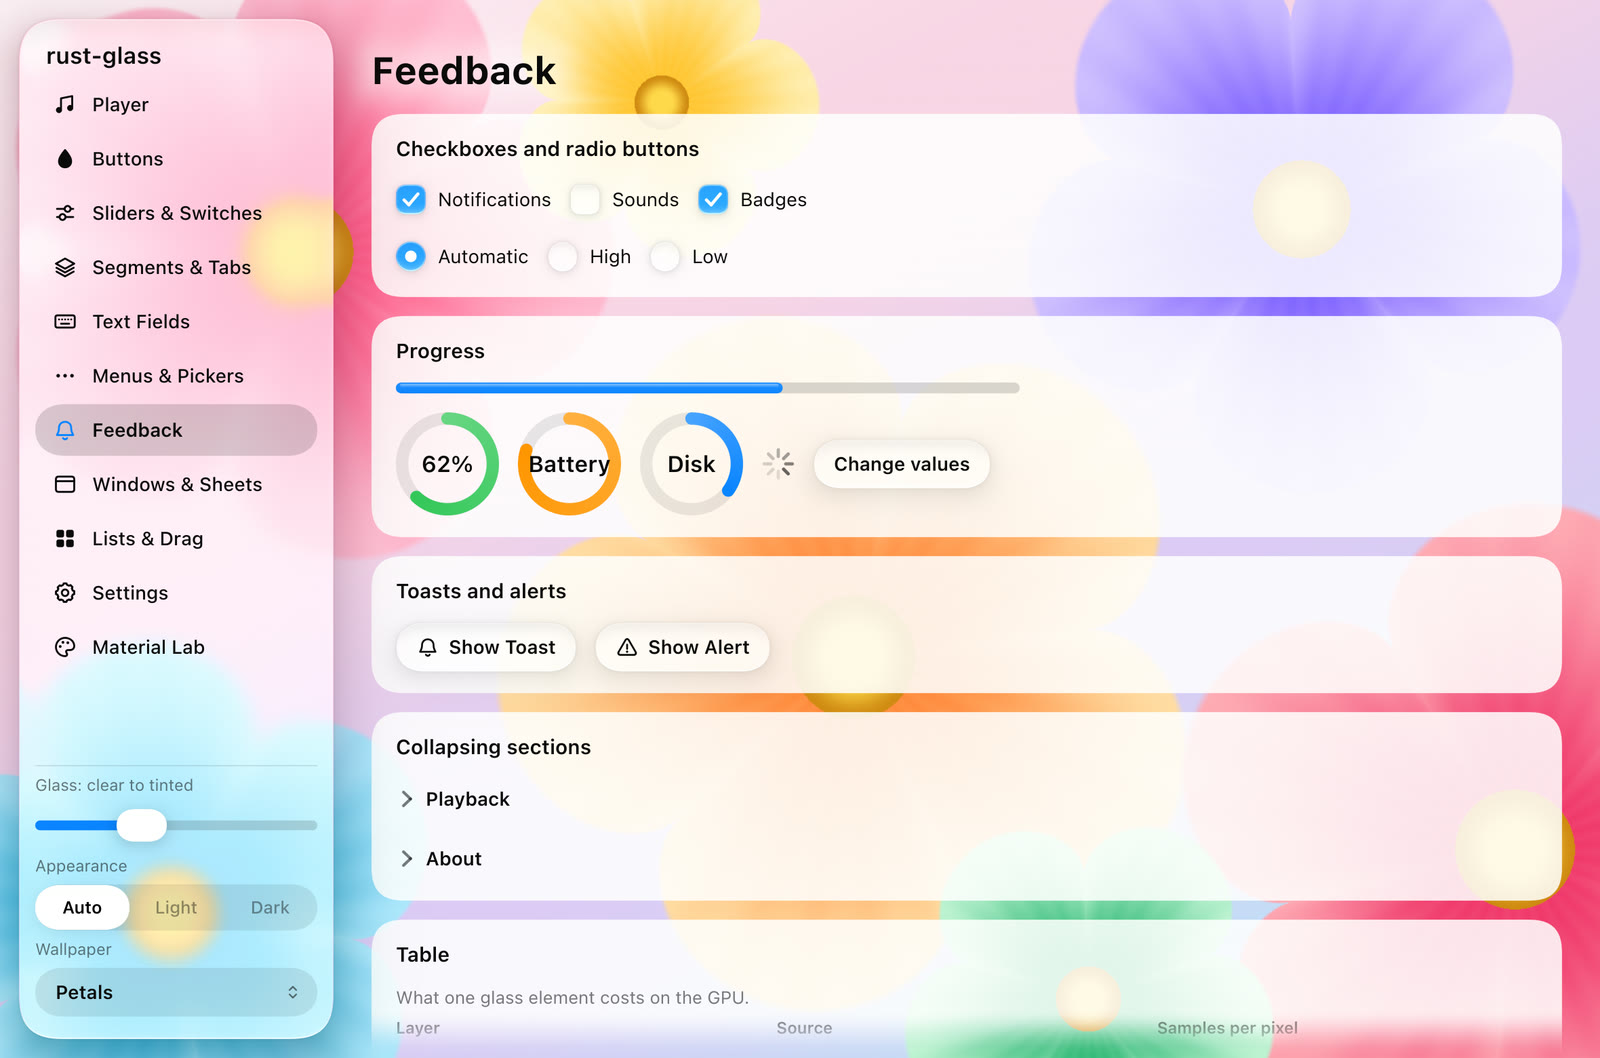 rust-glass
Player
Buttons
Sliders & Switches
Segments & Tabs
Text Fields
Menus & Pickers
Feedback
Windows & Sheets
Lists & Drag
Settings
Material Lab
Glass: clear to tinted
Appearance
Auto Light Dark
Wallpaper
Petals
Feedback
Checkboxes and radio buttons
Notifications Sounds Badges
Automatic High Low
Progress
62% Battery Disk Change values
Toasts and alerts
Show Toast Show Alert
Collapsing sections
Playback
About
Table
What one glass element costs on the GPU.
Layer Source Samples per pixel